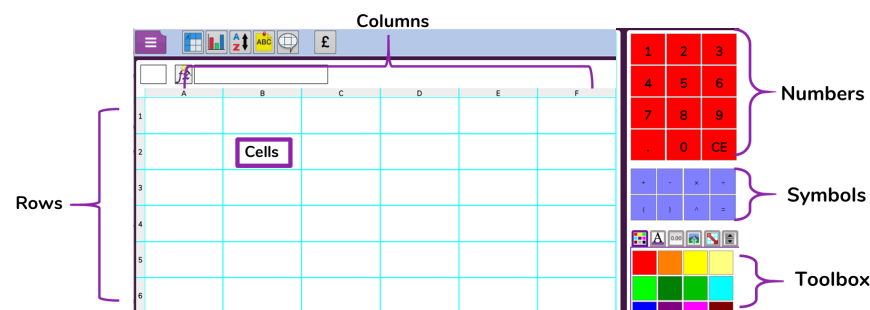 Columns
A Z ABC £
fx
A B C D E F
1
2
3
4
5
6
Cells
Rows
1 2 3
4 5 6
7 8 9
. 0 CE
Numbers
+ - × ÷
( ) ^ =
Symbols
A 0.00
Toolbox